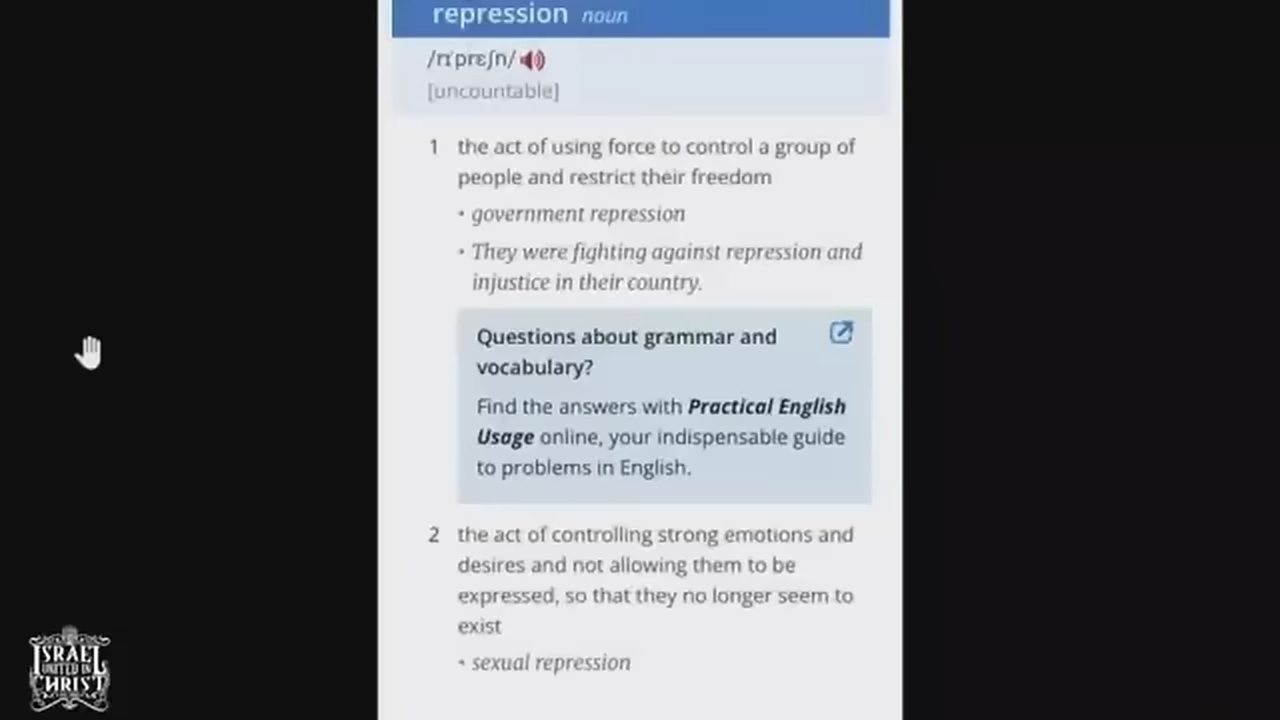 repression noun
/rɪˈprɛʃn/
[uncountable]
1 the act of using force to control a group of
people and restrict their freedom
• government repression
• They were fighting against repression and
injustice in their country.
Questions about grammar and
vocabulary?
Find the answers with Practical English
Usage online, your indispensable guide
to problems in English.
2 the act of controlling strong emotions and
desires and not allowing them to be
expressed, so that they no longer seem to
exist
• sexual repression
ISRAEL
UNITED IN
CHRIST